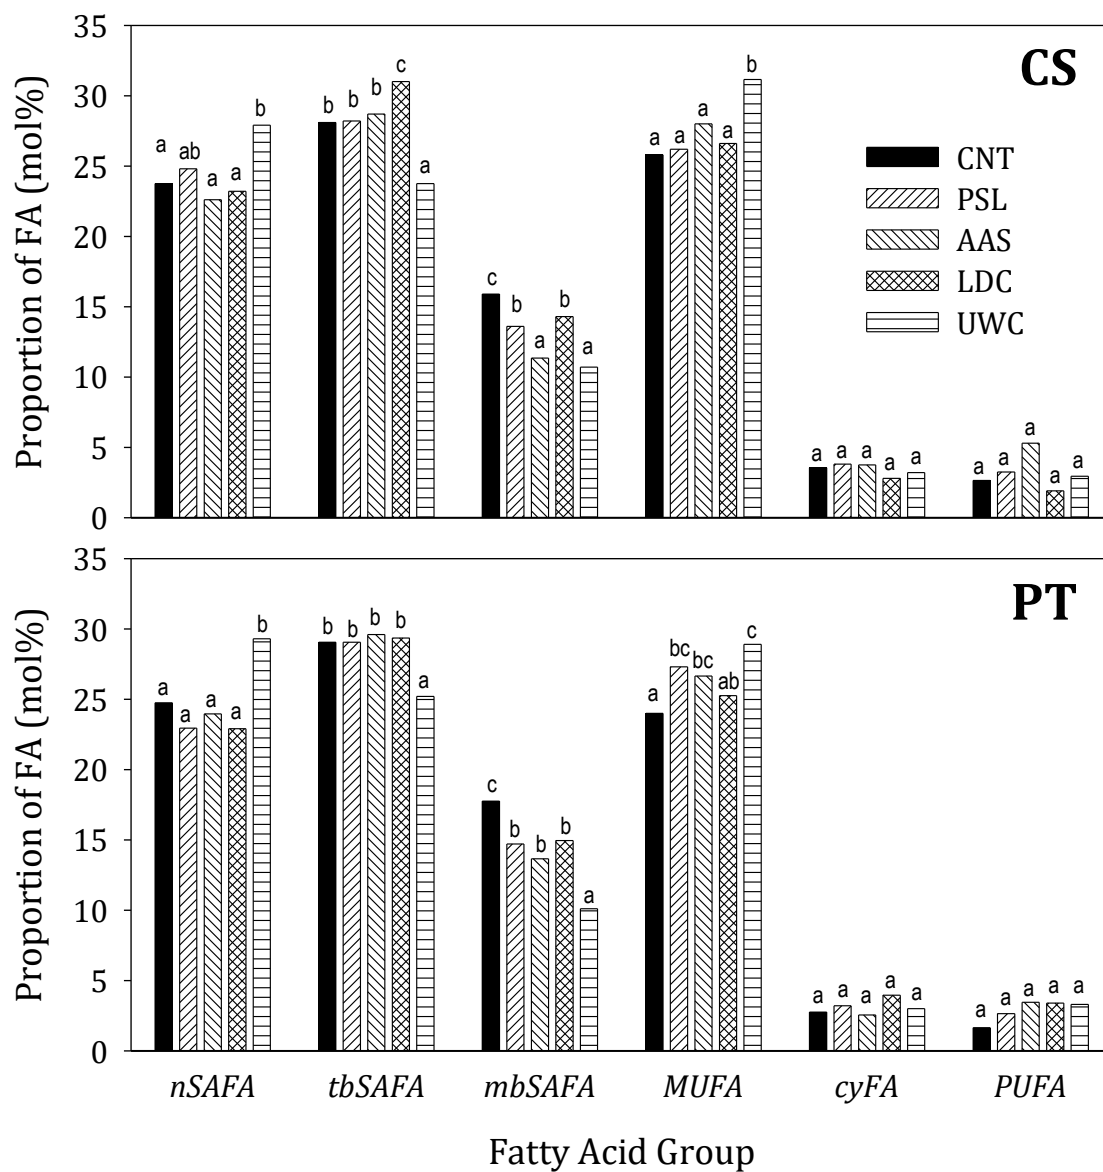 35
CS
30
25
20
15
10
5
0
Proportion of FA (mol%)
a ab a a b
b b b c a
c b a b a
a a a a b
a a a a a
a a a a a
CNT
PSL
AAS
LDC
UWC
35
PT
30
25
20
15
10
5
0
Proportion of FA (mol%)
a a a a b
b b b b a
c b b b a
a bc bc ab c
a a a a a
a a a a a
nSAFA tbSAFA mbSAFA MUFA cyFA PUFA
Fatty Acid Group